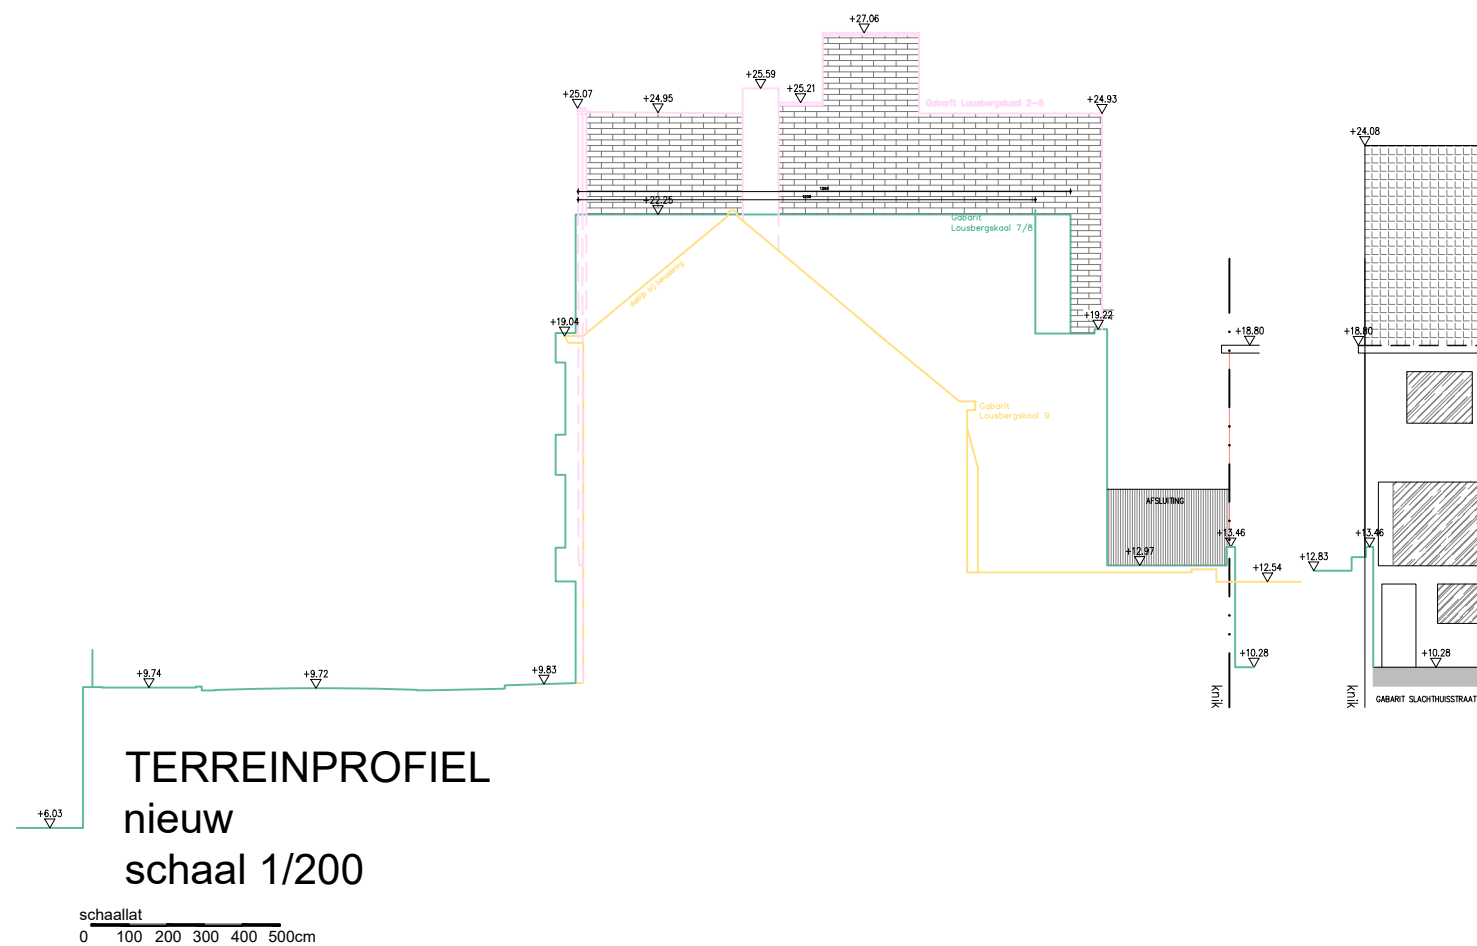 +27.06
+25.59
+25.21
+25.07
+24.95
Gabarit Lousbergskaai 2-6
+24.93
+24.08
+22.25
Gabarit
Lousbergskaai 7/8
daklijn bij benadering
+19.04
+19.22
+18.80
+18.80
Gabarit
Lousbergskaai 9
AFSLUITING
+13.46
+13.46
+12.97
+12.54
+12.83
+10.28
+10.28
+9.74
+9.72
+9.83
knik
knik
GABARIT SLACHTHUISSTRAAT
TERREINPROFIEL
nieuw
schaal 1/200
+6.03
schaallat
0 100 200 300 400 500cm